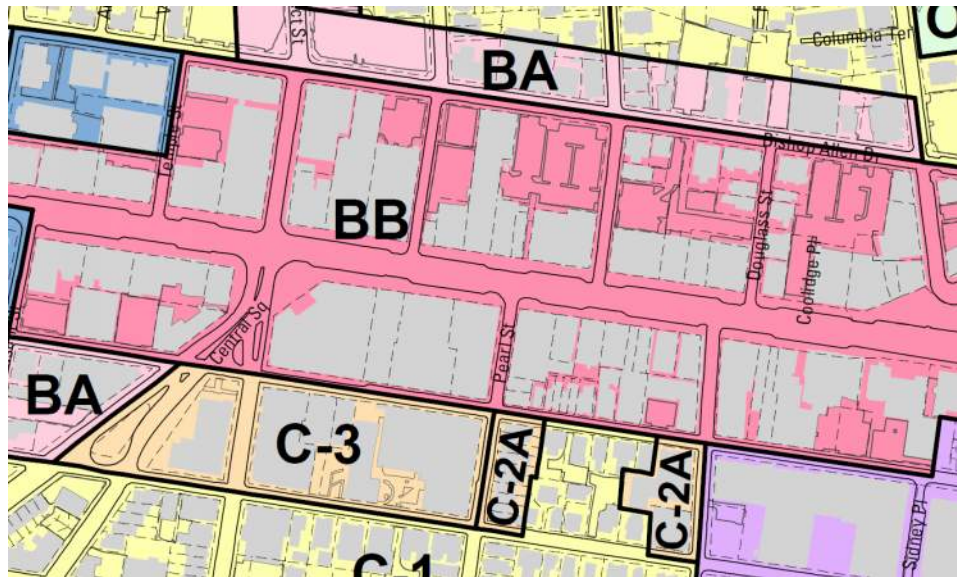 BA
Columbia Ter
Bishop Allen Dr
BB
Douglass St
Coolidge Pl
Central Sq
Pearl St
BA
C-3
C-2A
C-2A
Sidney Pl
C-1